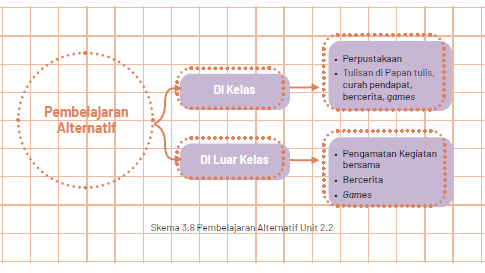 Pembelajaran
Alternatif
DI Kelas
• Perpustakaan
• Tulisan di Papan tulis,
curah pendapat,
bercerita, games
DI Luar Kelas
• Pengamatan Kegiatan
bersama
• Bercerita
• Games
Skema 3.8 Pembelajaran Alternatif Unit 2.2